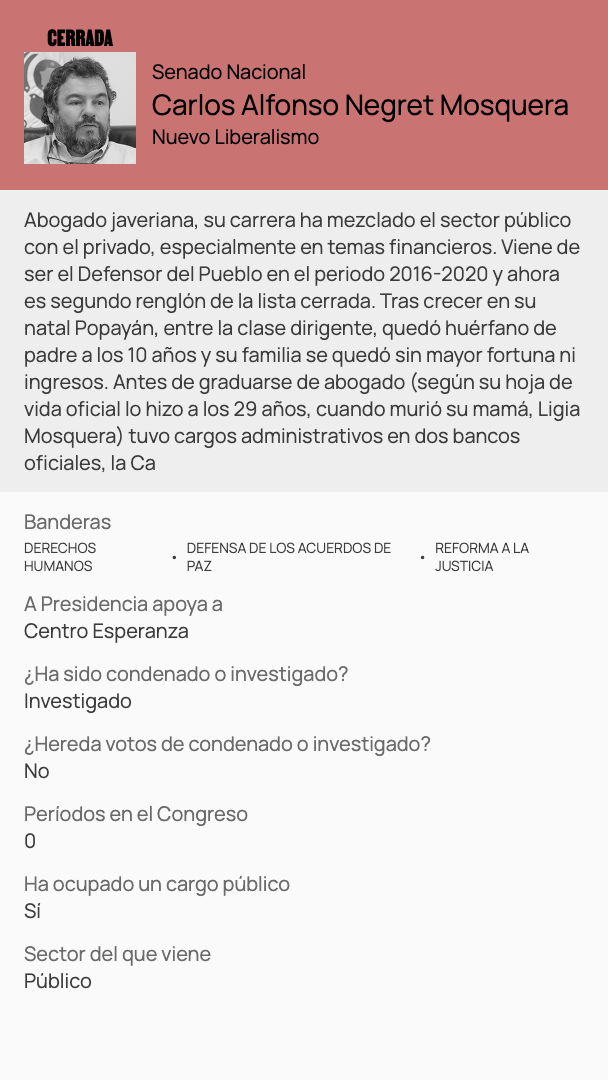 CERRADA
Senado Nacional
Carlos Alfonso Negret Mosquera
Nuevo Liberalismo
Abogado javeriana, su carrera ha mezclado el sector público
con el privado, especialmente en temas financieros. Viene de
ser el Defensor del Pueblo en el periodo 2016-2020 y ahora
es segundo renglón de la lista cerrada. Tras crecer en su
natal Popayán, entre la clase dirigente, quedó huérfano de
padre a los 10 años y su familia se quedó sin mayor fortuna ni
ingresos. Antes de graduarse de abogado (según su hoja de
vida oficial lo hizo a los 29 años, cuando murió su mamá, Ligia
Mosquera) tuvo cargos administrativos en dos bancos
oficiales, la Ca
Banderas
DERECHOS HUMANOS • DEFENSA DE LOS ACUERDOS DE PAZ • REFORMA A LA JUSTICIA
A Presidencia apoya a
Centro Esperanza
¿Ha sido condenado o investigado?
Investigado
¿Hereda votos de condenado o investigado?
No
Períodos en el Congreso
0
Ha ocupado un cargo público
Sí
Sector del que viene
Público